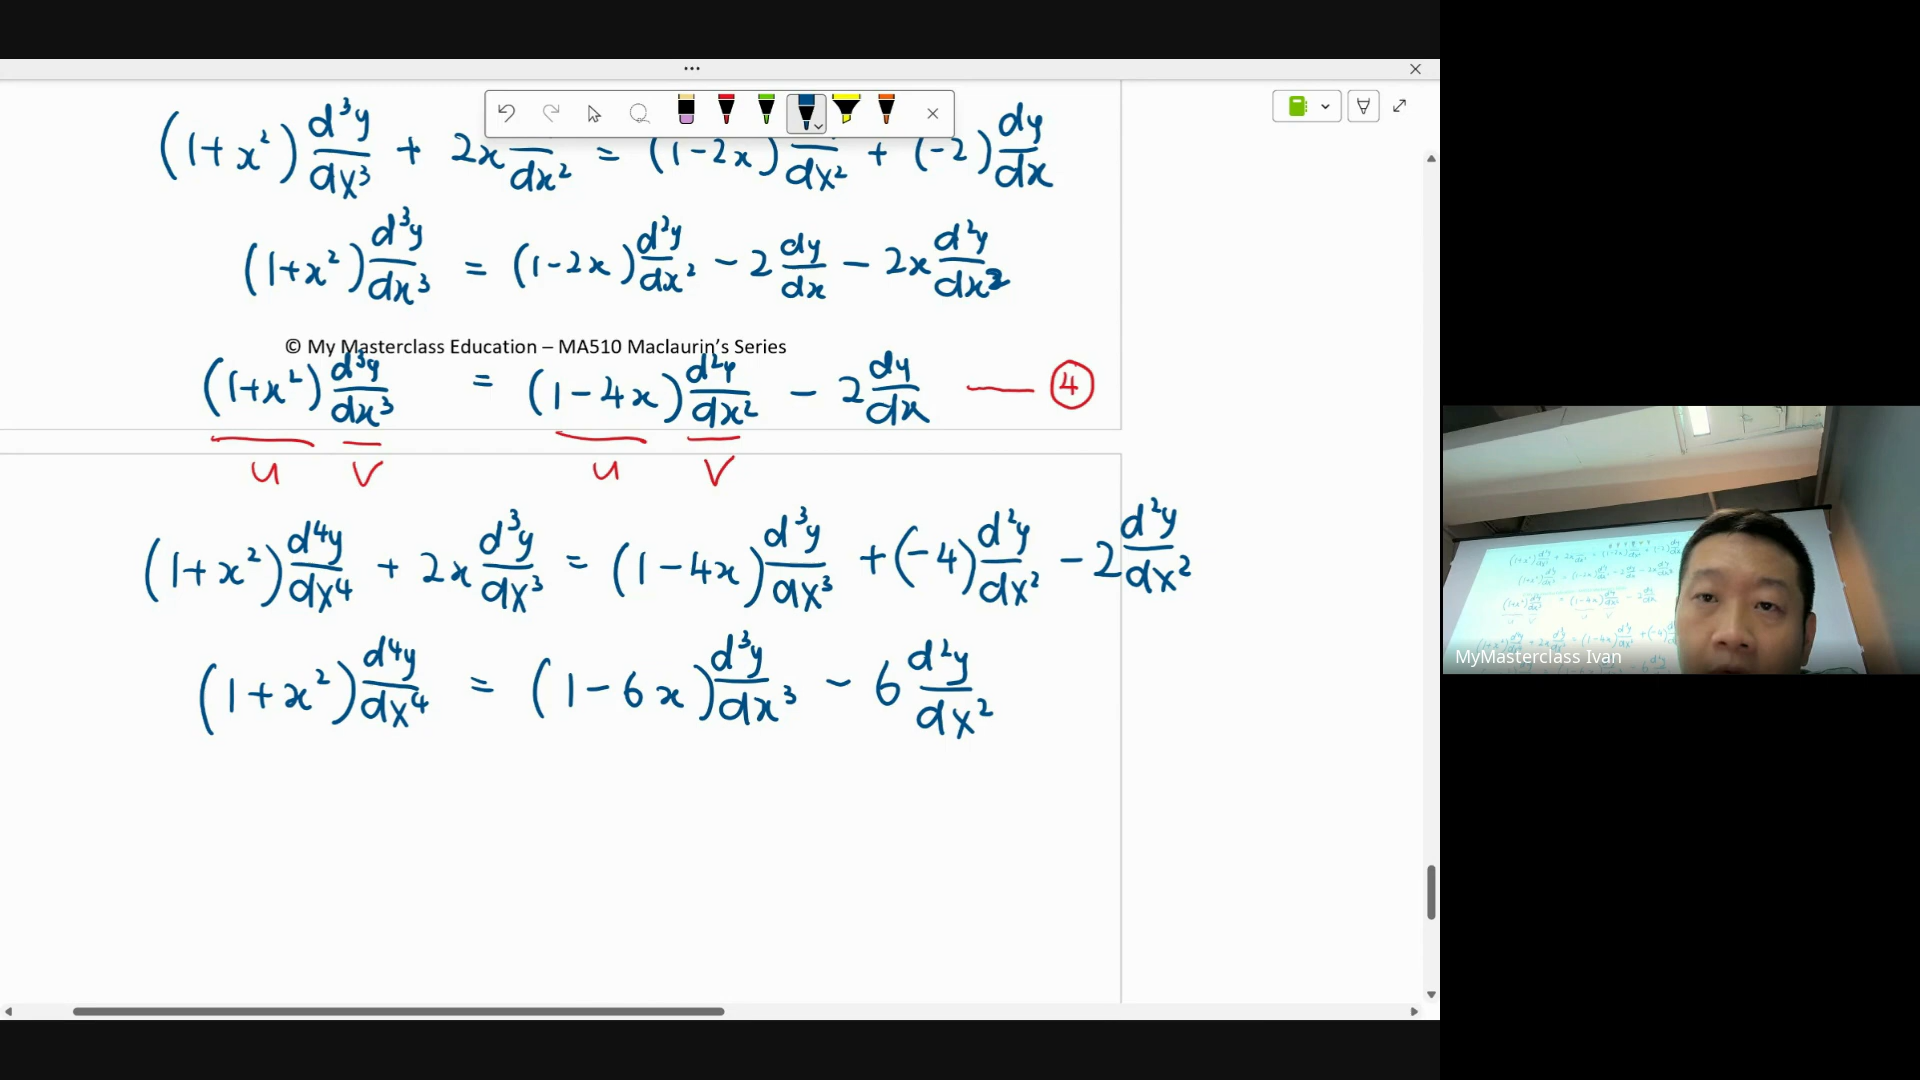 (1+x²) d³y/dx³ + 2x /dx² = (1-2x) /dx² + (-2) dy/dx
(1+x²) d³y/dx³ = (1-2x) d²y/dx² - 2 dy/dx - 2x d²y/dx²
© My Masterclass Education – MA510 Maclaurin’s Series
(1+x²) d³y/dx³ = (1-4x) d²y/dx² - 2 dy/dx — ④
u v u v
(1+x²) d⁴y/dx⁴ + 2x d³y/dx³ = (1-4x) d³y/dx³ + (-4) d²y/dx² - 2 d²y/dx²
(1+x²) d⁴y/dx⁴ = (1-6x) d³y/dx³ - 6 d²y/dx²
MyMasterclass Ivan